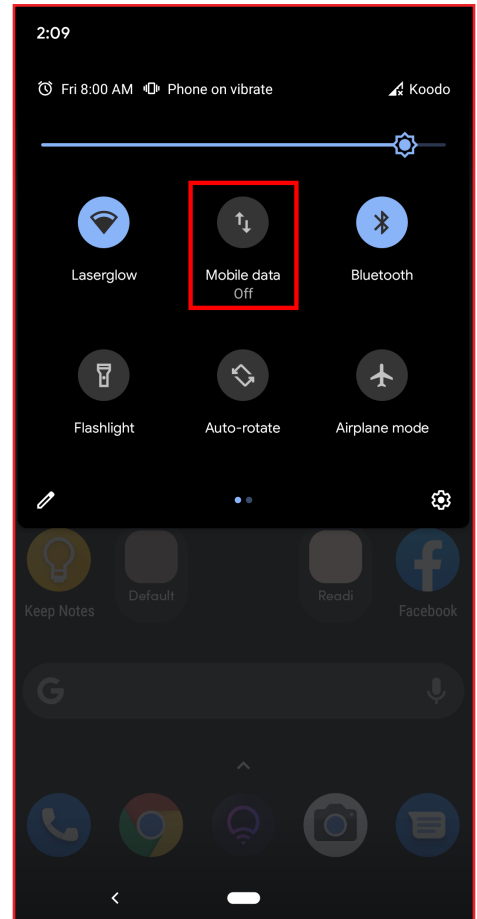 2:09
Fri 8:00 AM Phone on vibrate Koodo
Laserglow Mobile data Bluetooth
Off
Flashlight Auto-rotate Airplane mode
Keep Notes Default Readi Facebook